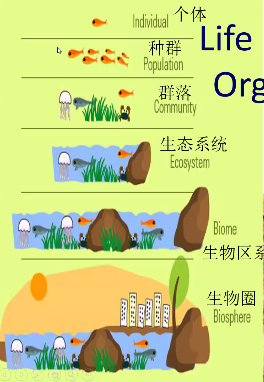 Individual 个体
Life
种群
Population
Org
群落
Community
生态系统
Ecosystem
Biome
生物区系
生物圈
Biosphere